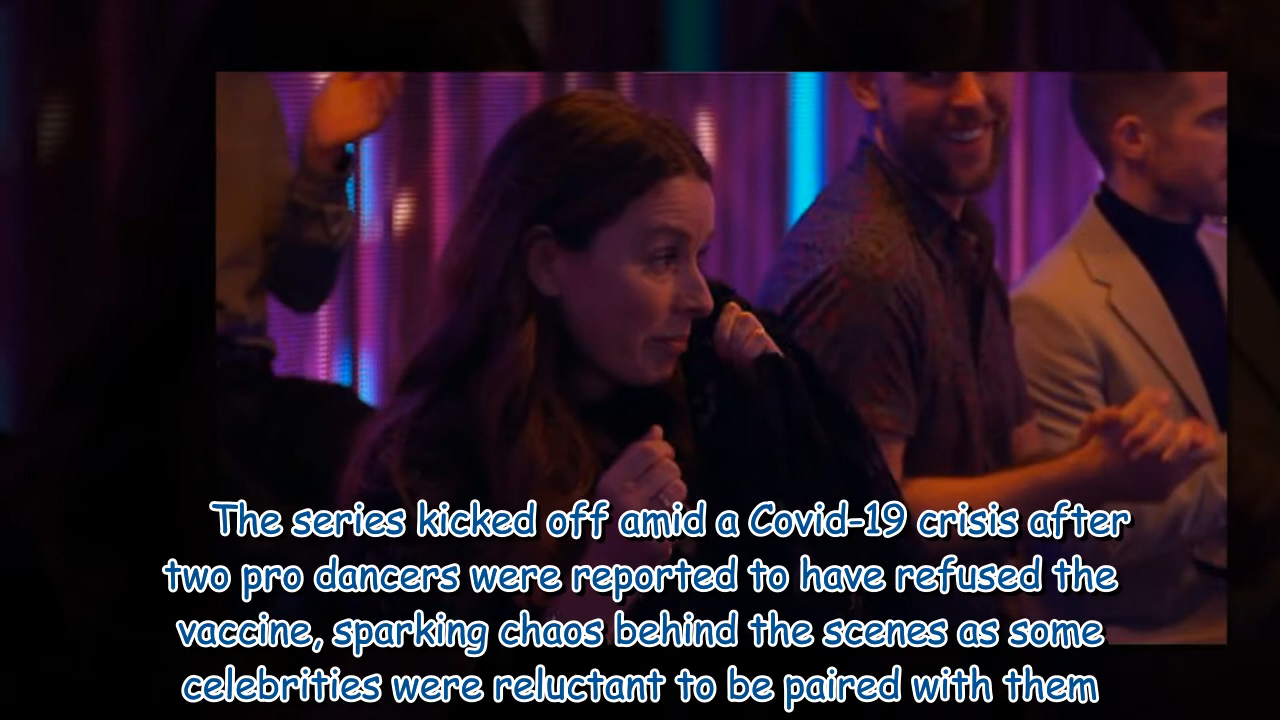 The series kicked off amid a Covid-19 crisis after
two pro dancers were reported to have refused the
vaccine, sparking chaos behind the scenes as some
celebrities were reluctant to be paired with them